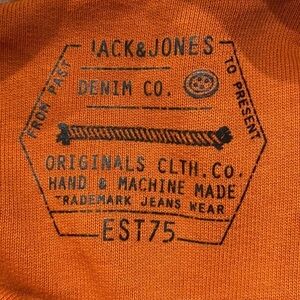 JACK&JONES
FROM PAST
TO PRESENT
DENIM CO.
ORIGINALS CLTH. CO.
HAND & MACHINE MADE
TRADEMARK JEANS WEAR
EST75